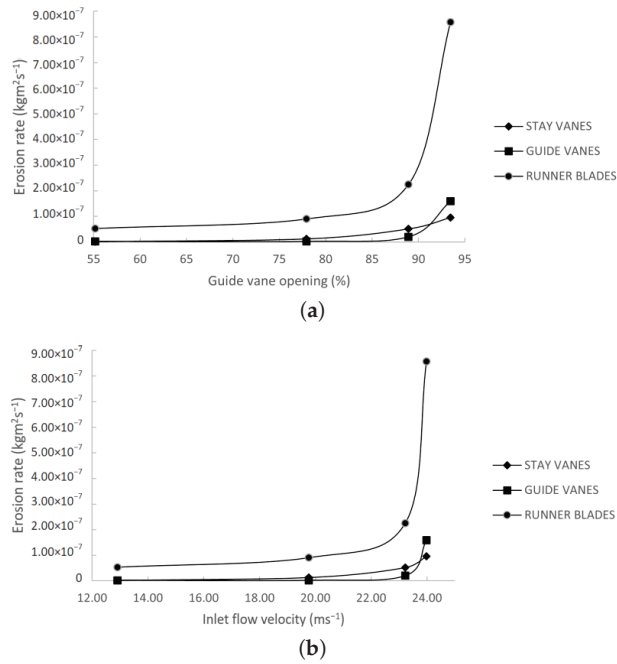 9.00×10⁻⁷
8.00×10⁻⁷
7.00×10⁻⁷
6.00×10⁻⁷
5.00×10⁻⁷
4.00×10⁻⁷
3.00×10⁻⁷
2.00×10⁻⁷
1.00×10⁻⁷
0
Erosion rate (kgm²s⁻¹)
55 60 65 70 75 80 85 90 95
Guide vane opening (%)
STAY VANES
GUIDE VANES
RUNNER BLADES
(a)
9.00×10⁻⁷
8.00×10⁻⁷
7.00×10⁻⁷
6.00×10⁻⁷
5.00×10⁻⁷
4.00×10⁻⁷
3.00×10⁻⁷
2.00×10⁻⁷
1.00×10⁻⁷
0
Erosion rate (kgm²s⁻¹)
12.00 14.00 16.00 18.00 20.00 22.00 24.00
Inlet flow velocity (ms⁻¹)
STAY VANES
GUIDE VANES
RUNNER BLADES
(b)